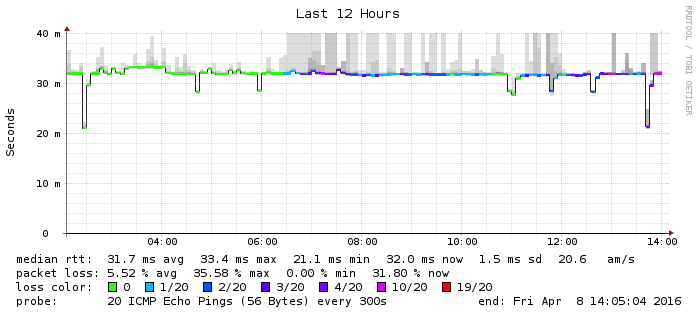 Last 12 Hours
RRDTOOL / TOBI OETIKER
Seconds
40 m
30 m
20 m
10 m
0
04:00 06:00 08:00 10:00 12:00 14:00
median rtt: 31.7 ms avg 33.4 ms max 21.1 ms min 32.0 ms now 1.5 ms sd 20.6 am/s
packet loss: 5.52 % avg 35.58 % max 0.00 % min 31.80 % now
loss color: 0 1/20 2/20 3/20 4/20 10/20 19/20
probe: 20 ICMP Echo Pings (56 Bytes) every 300s end: Fri Apr 8 14:05:04 2016